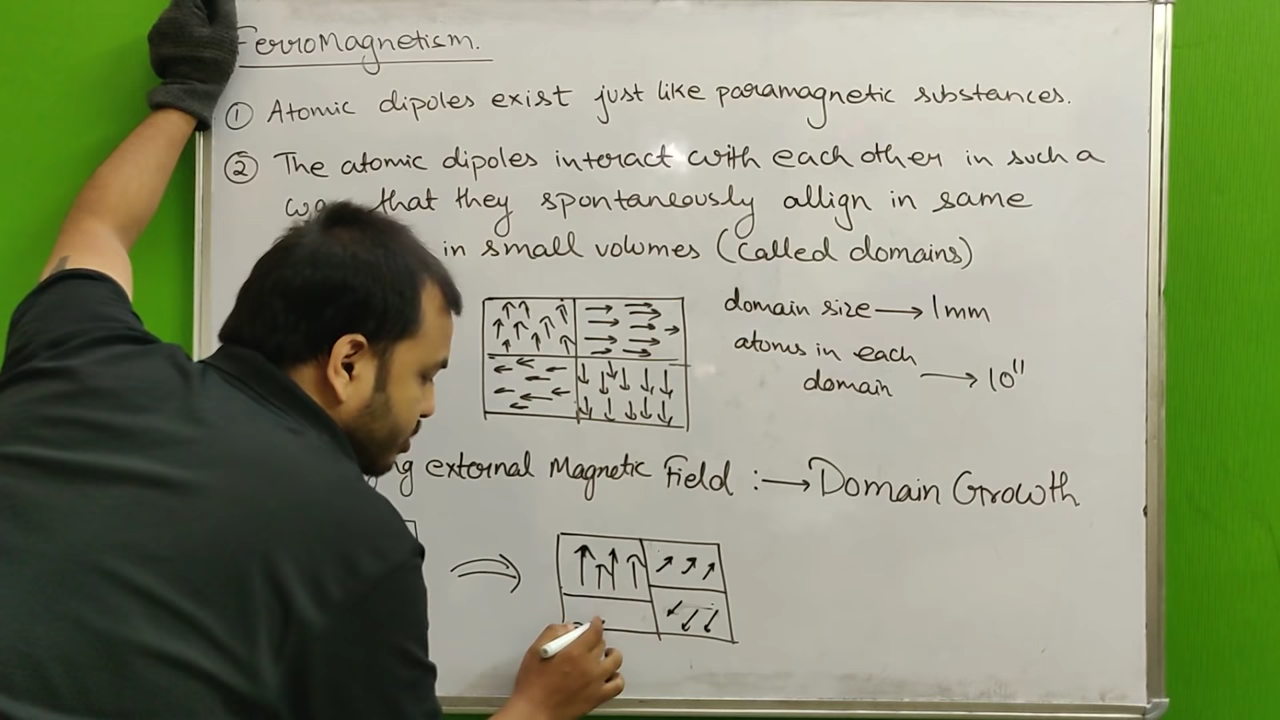 FerroMagnetism.
① Atomic dipoles exist just like paramagnetic substances.
② The atomic dipoles interact with each other in such a
that they spontaneously allign in same
in small volumes (called domains)
domain size → 1mm
atoms in each
domain → 10¹¹
external Magnetic Field :→ Domain Growth